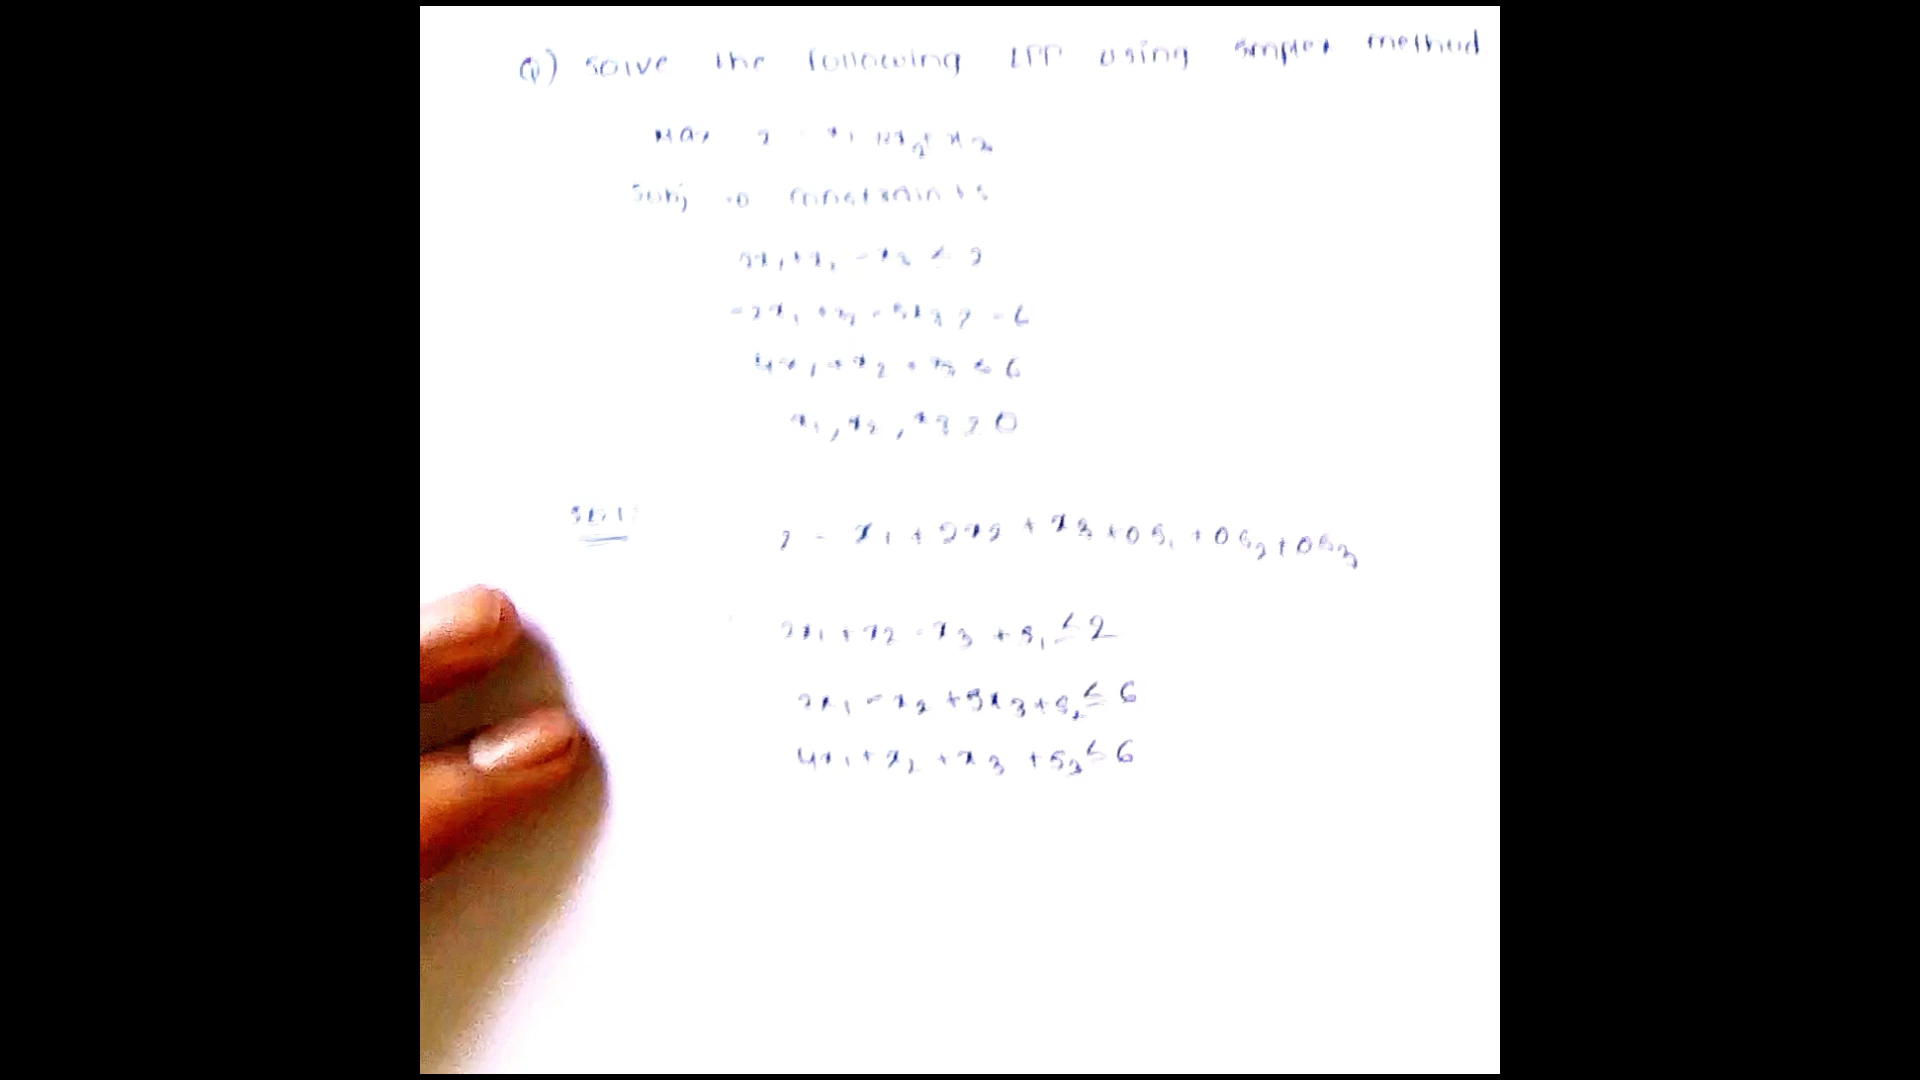 Q) solve the following LPP using simplex method
Max z = x₁ + 2x₂ + x₃
Subj to constraints
2x₁ + x₂ - x₃ ≤ 2
-2x₁ + x₂ - 5x₃ ≥ -6
4x₁ + x₂ + x₃ ≤ 6
x₁, x₂, x₃ ≥ 0
Sol:
z = x₁ + 2x₂ + x₃ + 0s₁ + 0s₂ + 0s₃
2x₁ + x₂ - x₃ + s₁ ≤ 2
2x₁ - x₂ + 5x₃ + s₂ ≤ 6
4x₁ + x₂ + x₃ + s₃ ≤ 6